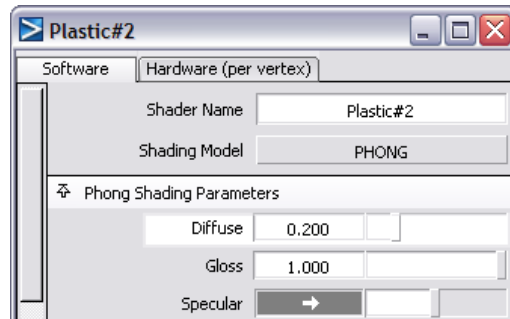 Plastic#2
Software Hardware (per vertex)
Shader Name Plastic#2
Shading Model PHONG
Phong Shading Parameters
Diffuse 0.200
Gloss 1.000
Specular